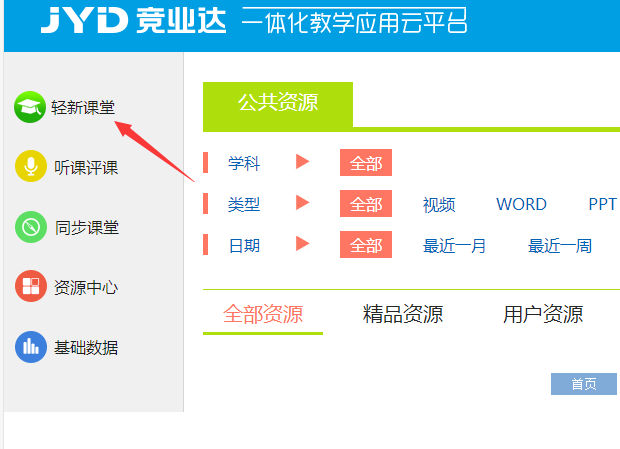 JYD 竞业达 一体化教学应用云平台
轻新课堂
听课评课
同步课堂
资源中心
基础数据
公共资源
学科 全部
类型 全部 视频 WORD PPT
日期 全部 最近一月 最近一周
全部资源 精品资源 用户资源
首页